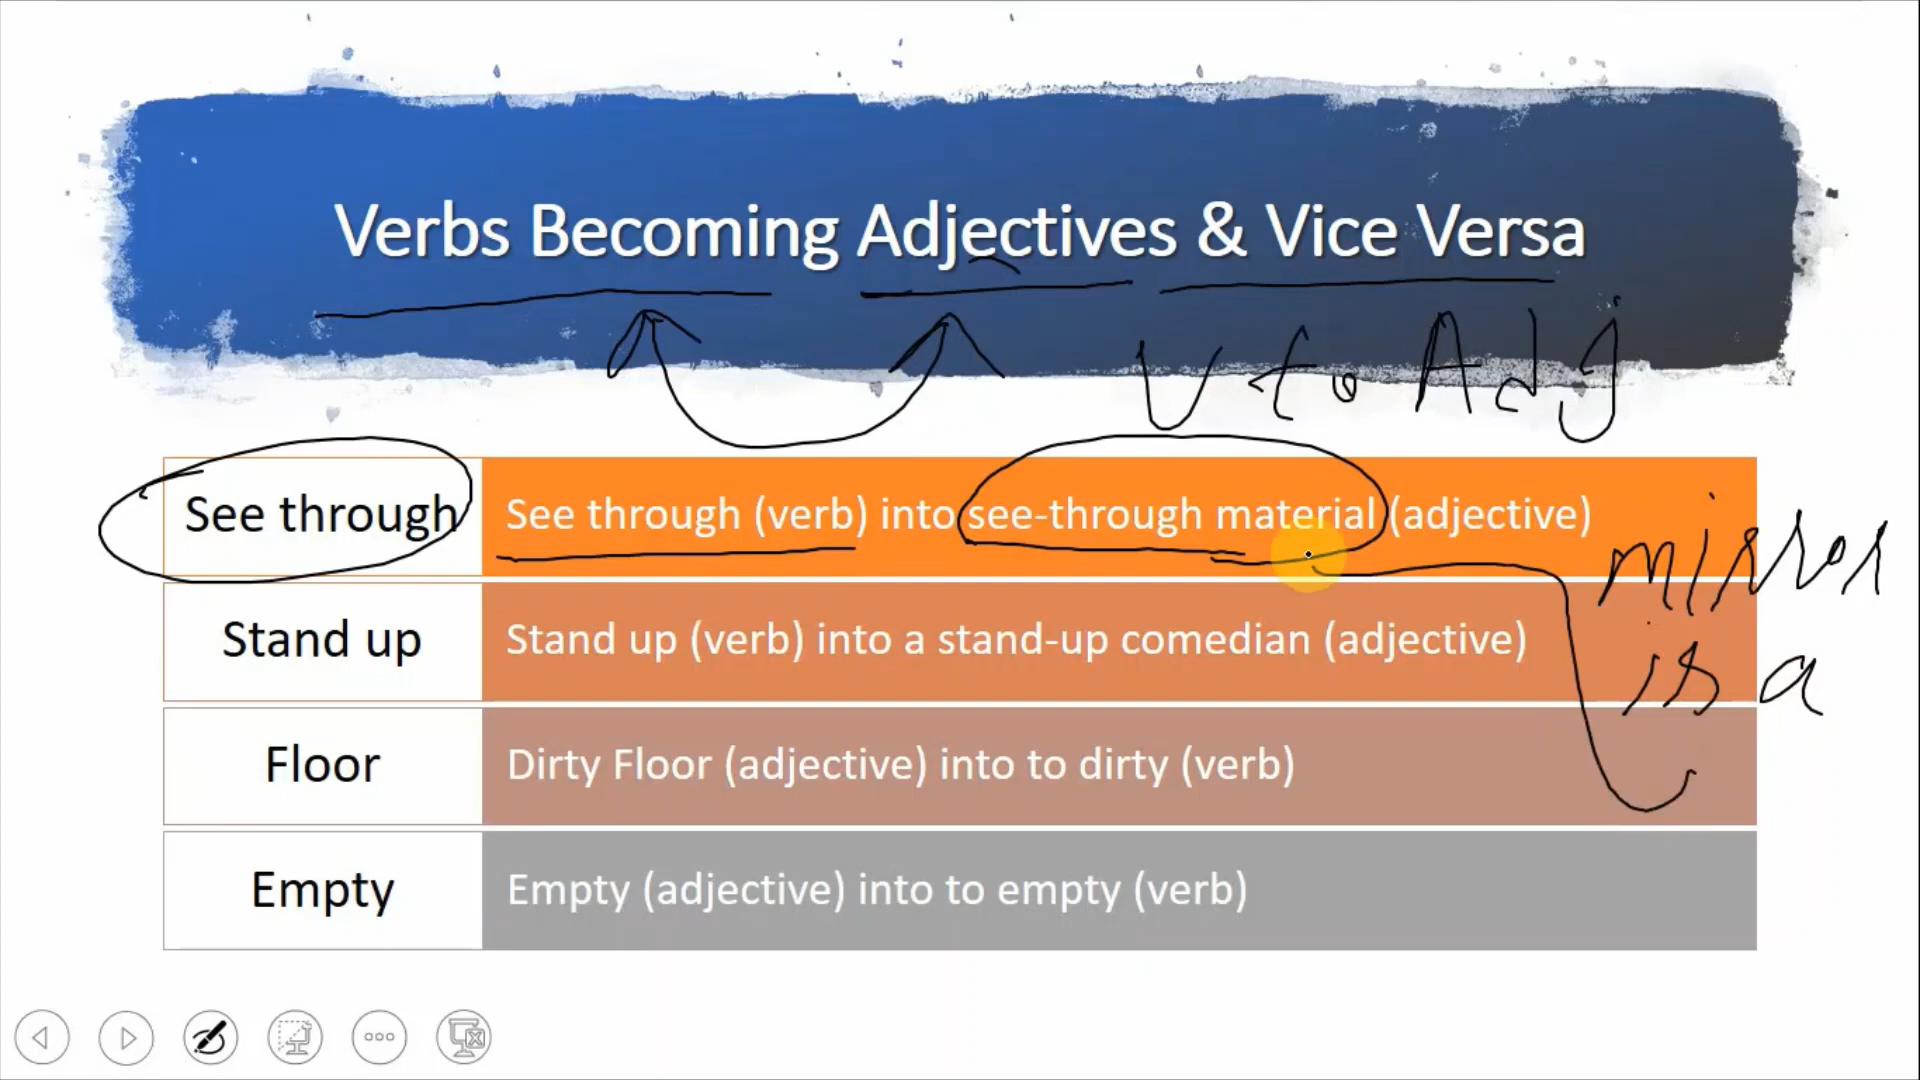 Verbs Becoming Adjectives & Vice Versa
V to Adj
See through
See through (verb) into see-through material (adjective)
mirror
is a
Stand up
Stand up (verb) into a stand-up comedian (adjective)
Floor
Dirty Floor (adjective) into to dirty (verb)
Empty
Empty (adjective) into to empty (verb)